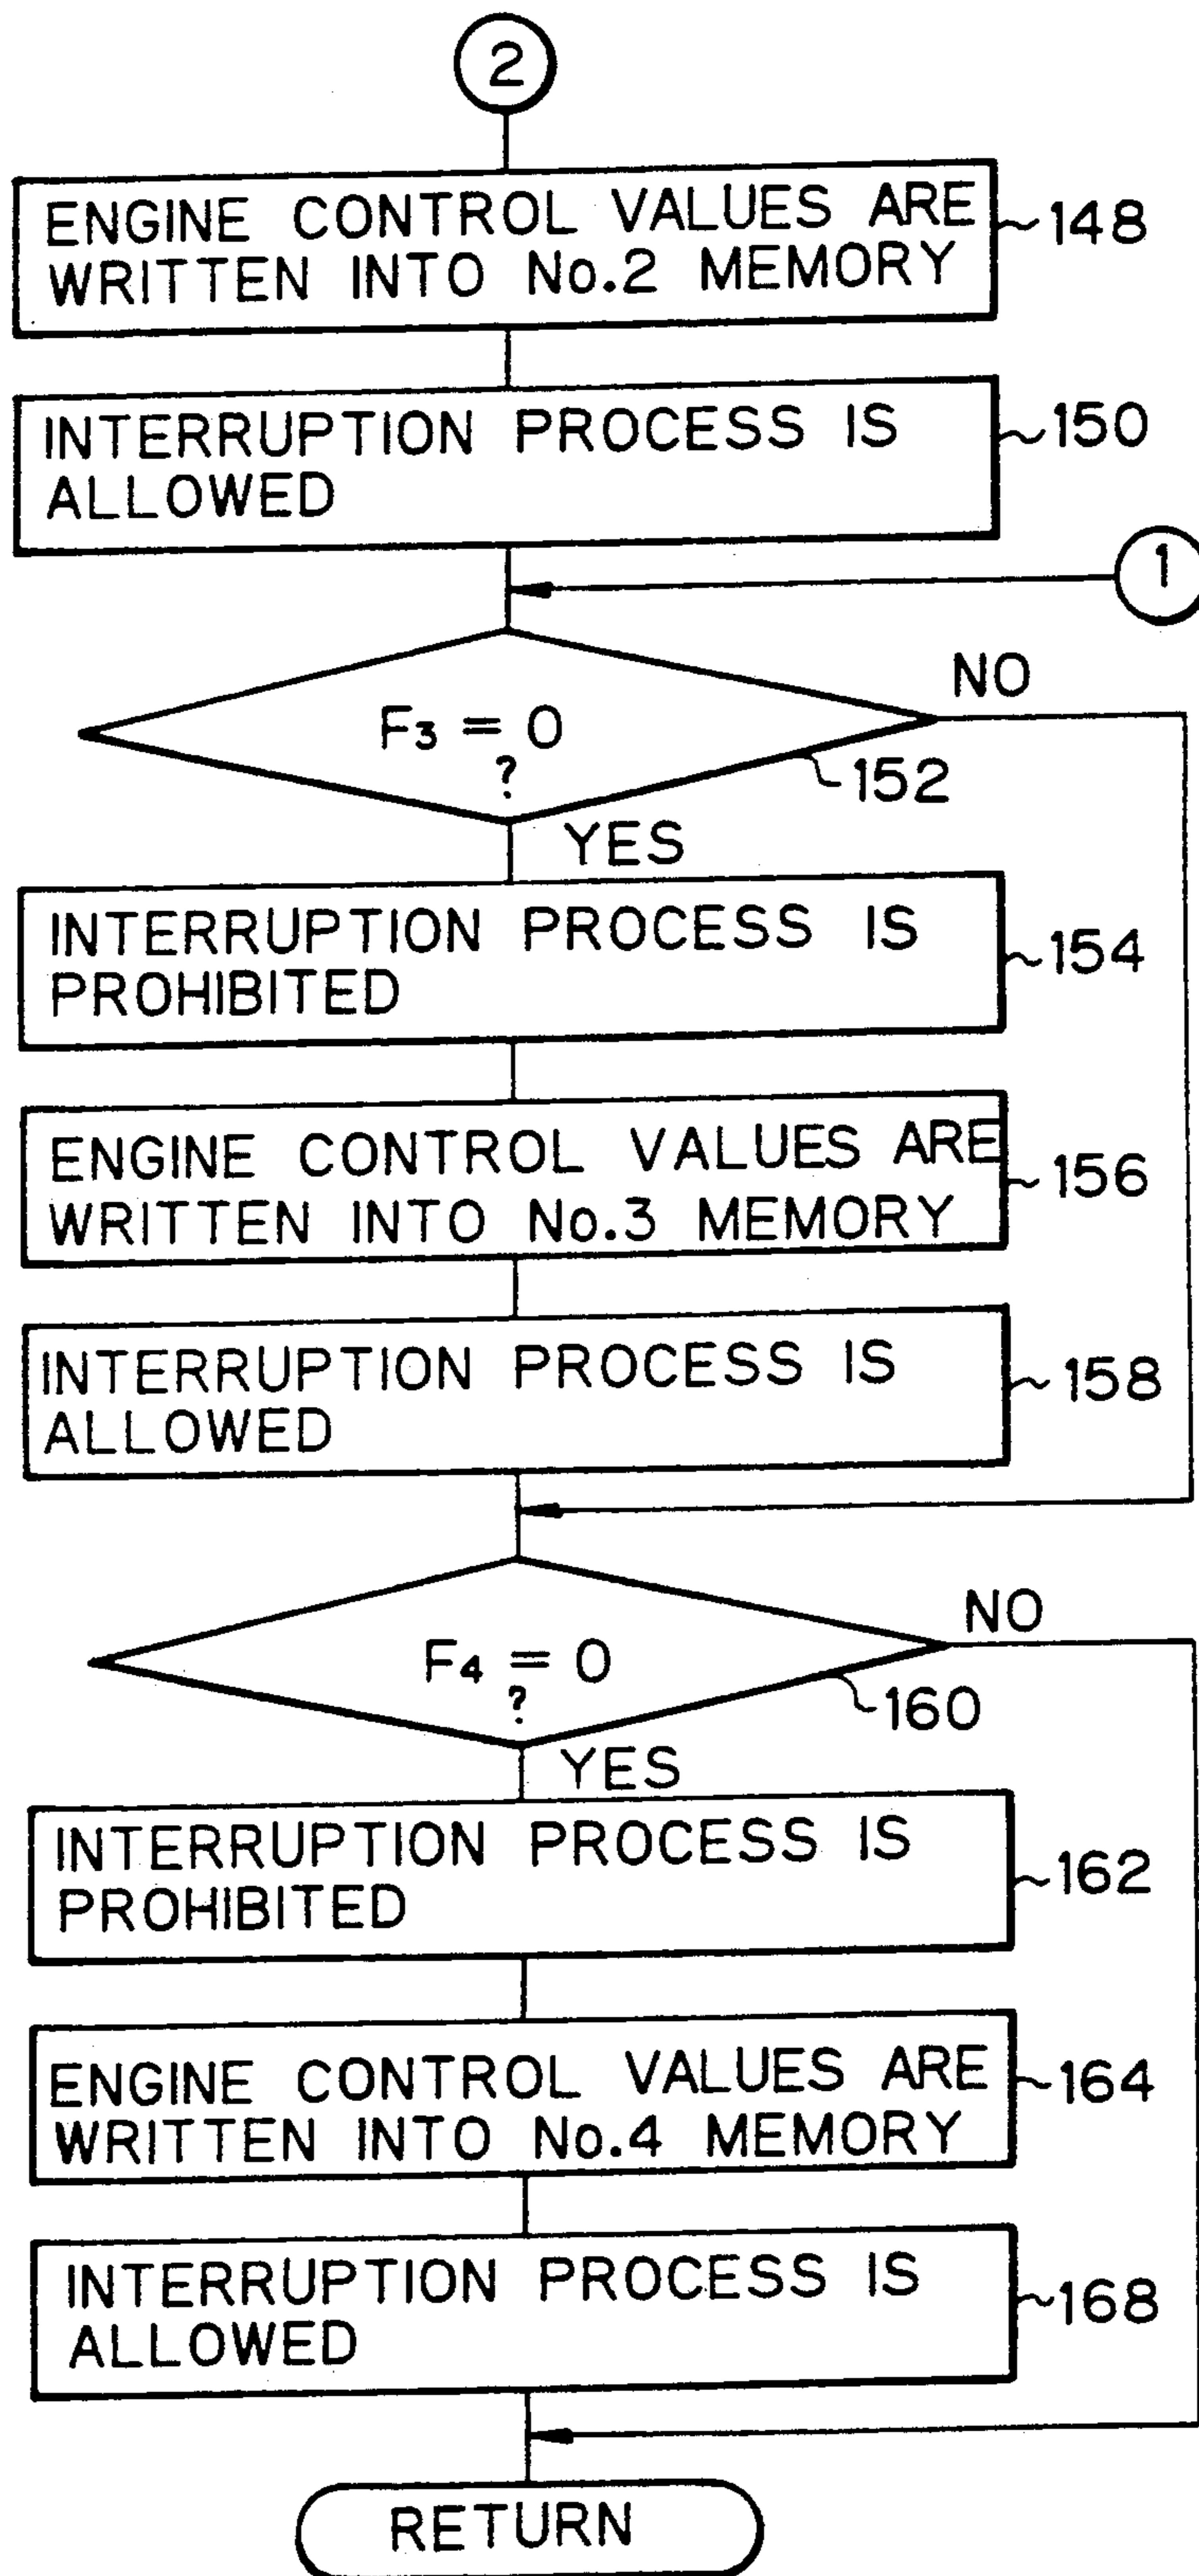 2
ENGINE CONTROL VALUES ARE
WRITTEN INTO No.2 MEMORY
148
INTERRUPTION PROCESS IS
ALLOWED
150
1
F3 = 0
?
NO
152
YES
INTERRUPTION PROCESS IS
PROHIBITED
154
ENGINE CONTROL VALUES ARE
WRITTEN INTO No.3 MEMORY
156
INTERRUPTION PROCESS IS
ALLOWED
158
F4 = 0
?
NO
160
YES
INTERRUPTION PROCESS IS
PROHIBITED
162
ENGINE CONTROL VALUES ARE
WRITTEN INTO No.4 MEMORY
164
INTERRUPTION PROCESS IS
ALLOWED
168
RETURN